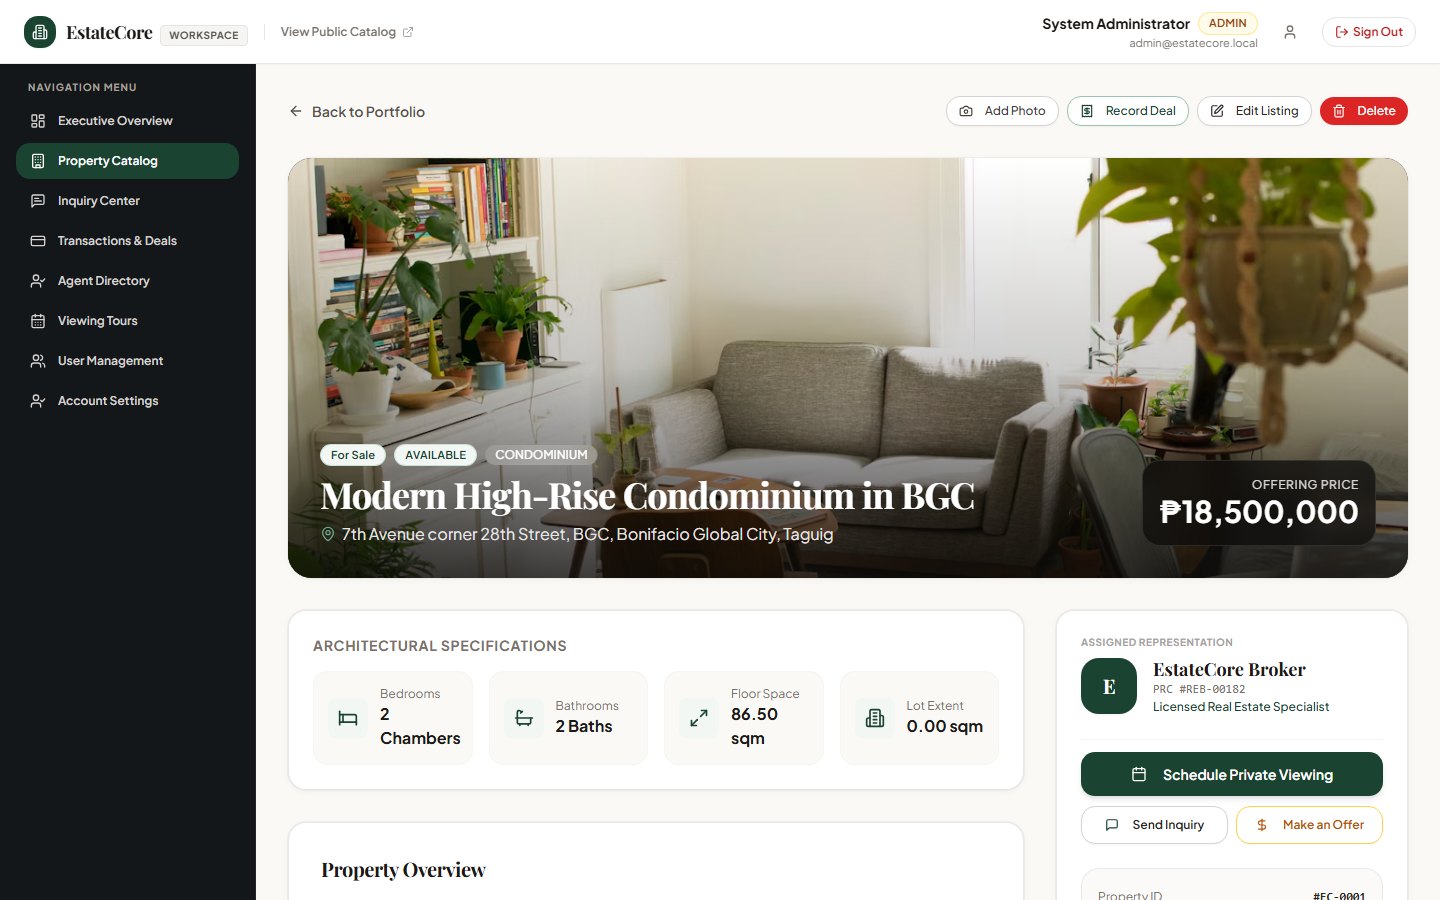 EstateCore WORKSPACE View Public Catalog
System Administrator ADMIN
admin@estatecore.local
Sign Out
NAVIGATION MENU
Executive Overview
Property Catalog
Inquiry Center
Transactions & Deals
Agent Directory
Viewing Tours
User Management
Account Settings
Back to Portfolio
Add Photo
Record Deal
Edit Listing
Delete
For Sale AVAILABLE CONDOMINIUM
Modern High-Rise Condominium in BGC
7th Avenue corner 28th Street, BGC, Bonifacio Global City, Taguig
OFFERING PRICE
₱18,500,000
ARCHITECTURAL SPECIFICATIONS
Bedrooms
2
Chambers
Bathrooms
2 Baths
Floor Space
86.50
sqm
Lot Extent
0.00 sqm
Property Overview
ASSIGNED REPRESENTATION
E
EstateCore Broker
PRC #REB-00182
Licensed Real Estate Specialist
Schedule Private Viewing
Send Inquiry
Make an Offer
Property ID #EC-0001